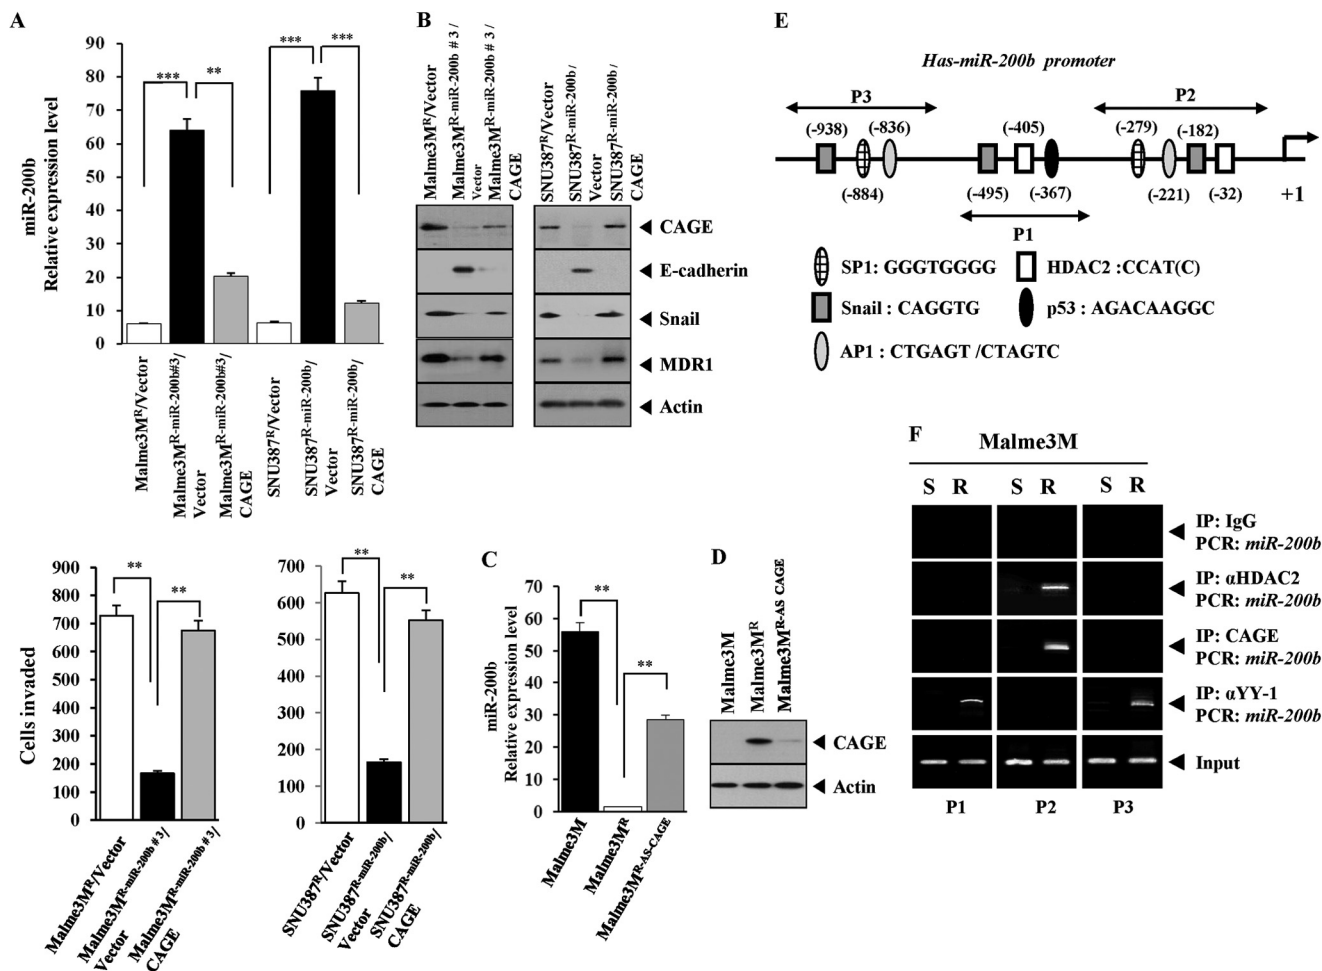 A
miR-200b
Relative expression level
90
80
70
60
50
40
30
20
10
0
***
**
***
***
Malme3M^R/Vector
Malme3M^R-miR-200b#3/
Vector
Malme3M^R-miR-200b#3/
CAGE
SNU387^R/Vector
SNU387^R-miR-200b/
Vector
SNU387^R-miR-200b/
CAGE
Cells invaded
900
800
700
600
500
400
300
200
100
0
**
**
Malme3M^R/Vector
Malme3M^R-miR-200b # 3/
Vector
Malme3M^R-miR-200b # 3/
CAGE
700
600
500
400
300
200
100
0
**
**
SNU387^R/Vector
SNU387^R-miR-200b/
Vector
SNU387^R-miR-200b/
CAGE
B
Malme3M^R/Vector
Malme3M^R-miR-200b # 3/
Vector
Malme3M^R-miR-200b # 3/
CAGE
SNU387^R/Vector
SNU387^R-miR-200b/
Vector
SNU387^R-miR-200b/
CAGE
CAGE
E-cadherin
Snail
MDR1
Actin
C
miR-200b
Relative expression level
70
60
50
40
30
20
10
0
**
**
Malme3M
Malme3M^R
Malme3M^R-AS-CAGE
D
Malme3M
Malme3M^R
Malme3M^R-AS CAGE
CAGE
Actin
E
Has-miR-200b promoter
P3
P2
(-938)
(-836)
(-405)
(-279)
(-182)
(-884)
(-495)
(-367)
(-221)
(-32)
+1
P1
SP1: GGGTGGGG
HDAC2 :CCAT(C)
Snail: CAGGTG
p53 : AGACAAGGC
AP1 : CTGAGT /CTAGTC
F
Malme3M
S R S R S R
IP: IgG
PCR: miR-200b
IP: αHDAC2
PCR: miR-200b
IP: CAGE
PCR: miR-200b
IP: αYY-1
PCR: miR-200b
Input
P1 P2 P3